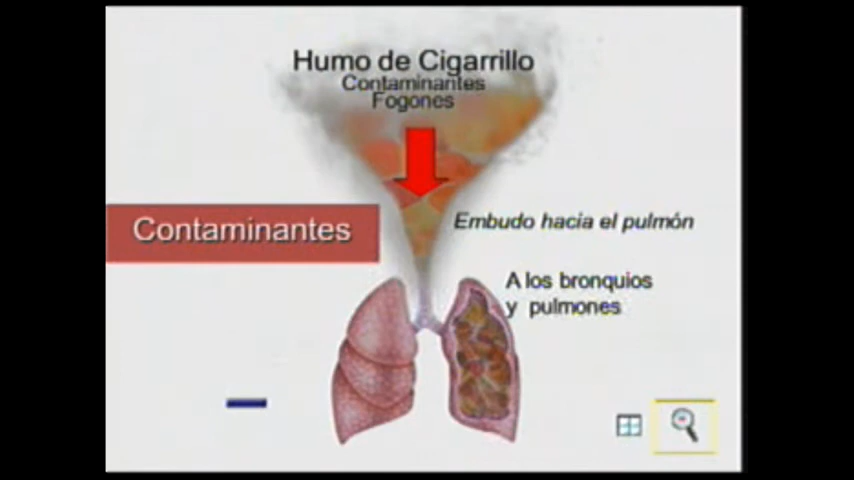 Humo de Cigarrillo
Contaminantes
Fogones
Contaminantes
Embudo hacia el pulmón
A los bronquios
y pulmones